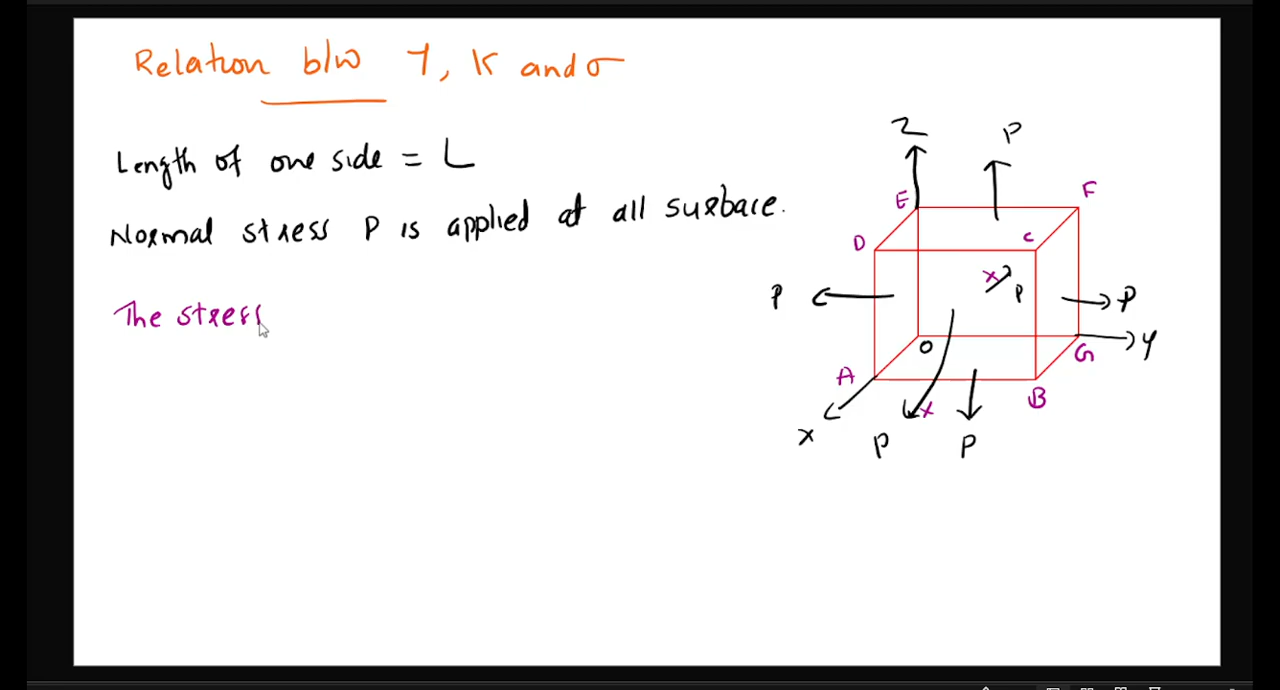 Relation b/w Y, K and σ
Length of one side = L
Normal stress P is applied at all surface.
The stress
Z
P
E
F
D
C
P
X
P
P
O
Y
G
A
B
X
X
P
P